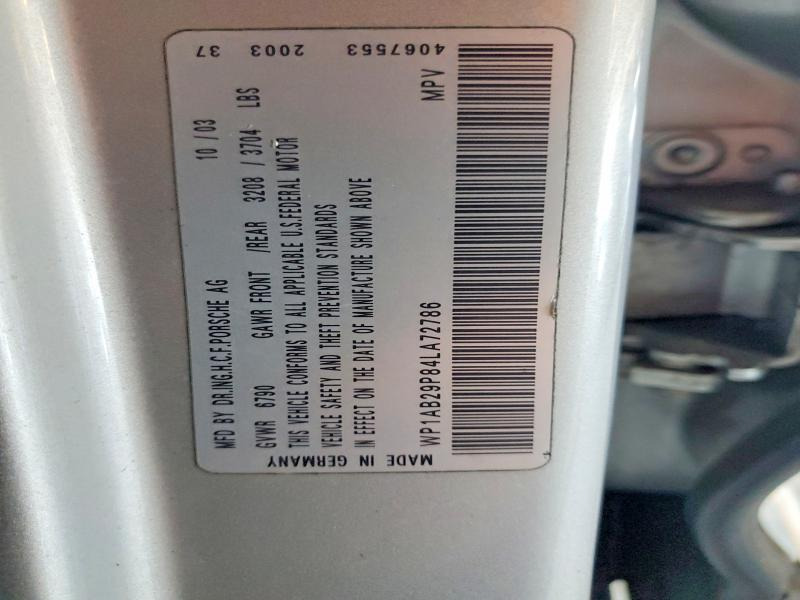 MFD BY DR.ING.H.C.F.PORSCHE AG 10/03
GVWR 6790 GAWR FRONT /REAR 3208 / 3704 LBS
THIS VEHICLE CONFORMS TO ALL APPLICABLE U.S.FEDERAL MOTOR
VEHICLE SAFETY AND THEFT PREVENTION STANDARDS
IN EFFECT ON THE DATE OF MANUFACTURE SHOWN ABOVE
WP1AB29P84LA72786 MPV
MADE IN GERMANY
4067553 2003 37